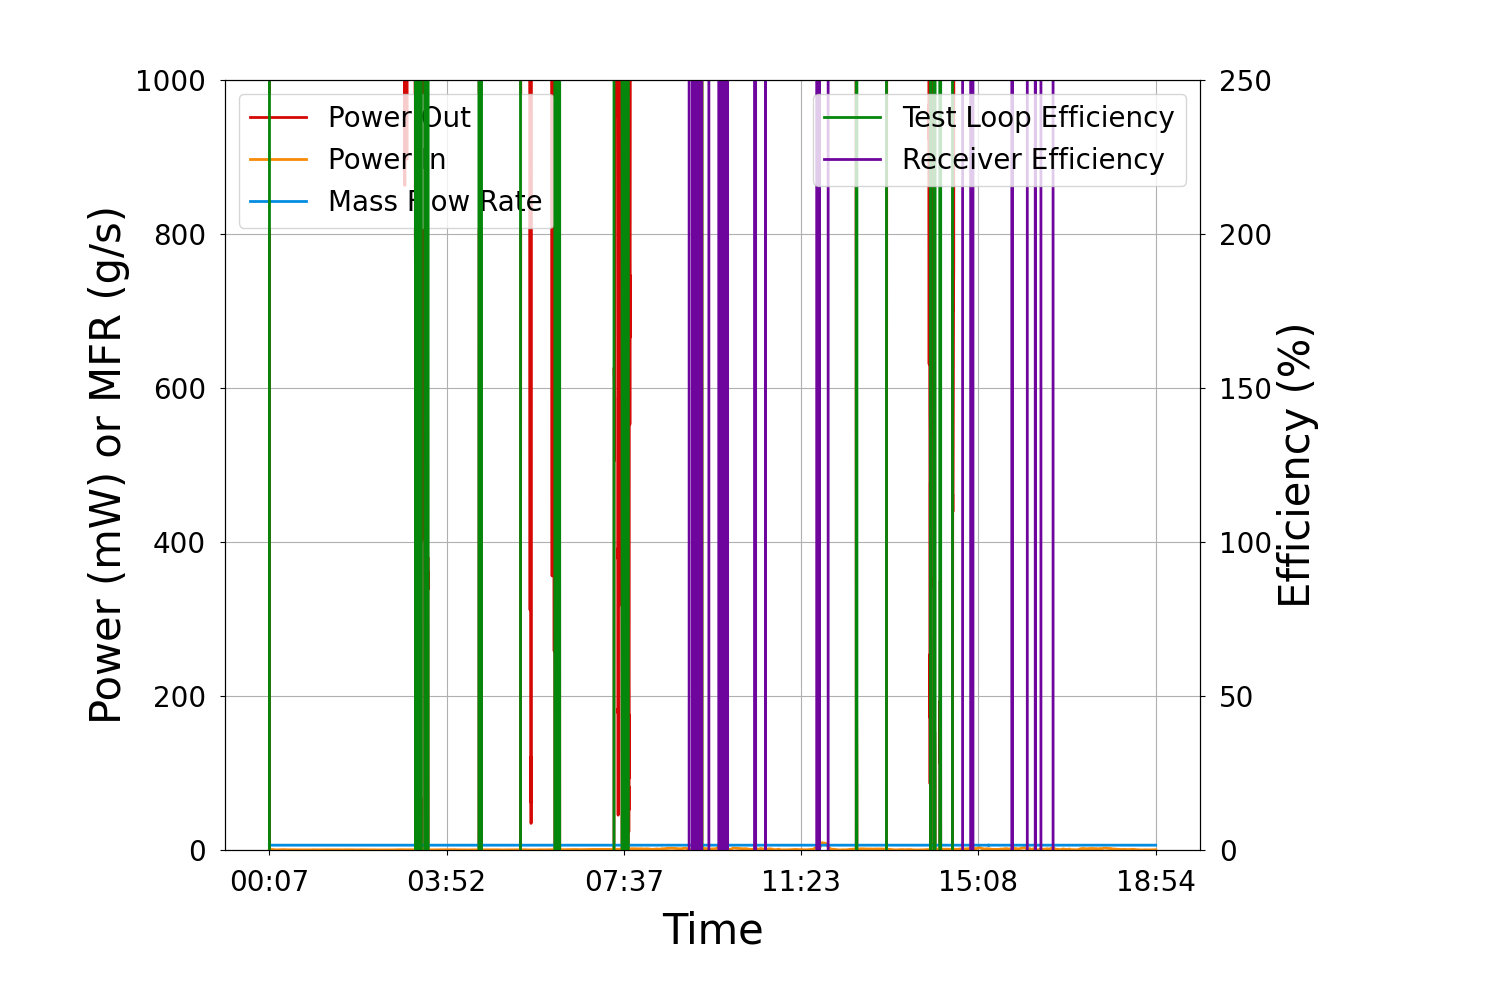 1000
800
600
400
200
0
Power (mW) or MFR (g/s)
Power Out
Power In
Mass Flow Rate
Test Loop Efficiency
Receiver Efficiency
250
200
150
100
50
0
Efficiency (%)
00:07 03:52 07:37 11:23 15:08 18:54
Time